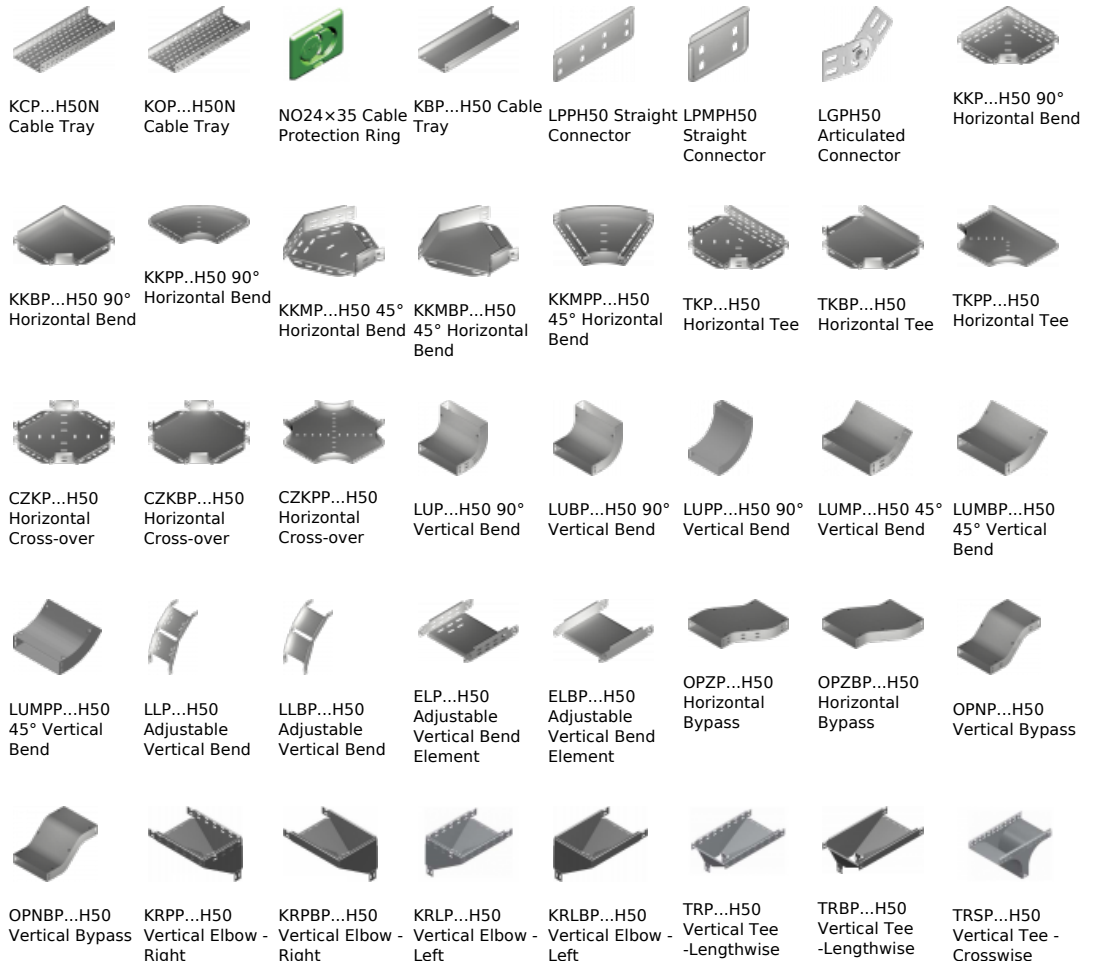 KCP...H50N
Cable Tray
KOP...H50N
Cable Tray
NO24×35 Cable
Protection Ring
KBP...H50 Cable
Tray
LPPH50 Straight
Connector
LPMPH50
Straight
Connector
LGPH50
Articulated
Connector
KKP...H50 90°
Horizontal Bend
KKBP...H50 90°
Horizontal Bend
KKPP..H50 90°
Horizontal Bend
KKMP...H50 45°
Horizontal Bend
KKMBP...H50
45° Horizontal
Bend
KKMPP...H50
45° Horizontal
Bend
TKP...H50
Horizontal Tee
TKBP...H50
Horizontal Tee
TKPP...H50
Horizontal Tee
CZKP...H50
Horizontal
Cross-over
CZKBP...H50
Horizontal
Cross-over
CZKPP...H50
Horizontal
Cross-over
LUP...H50 90°
Vertical Bend
LUBP...H50 90°
Vertical Bend
LUPP...H50 90°
Vertical Bend
LUMP...H50 45°
Vertical Bend
LUMBP...H50
45° Vertical
Bend
LUMPP...H50
45° Vertical
Bend
LLP...H50
Adjustable
Vertical Bend
LLBP...H50
Adjustable
Vertical Bend
ELP...H50
Adjustable
Vertical Bend
Element
ELBP...H50
Adjustable
Vertical Bend
Element
OPZP...H50
Horizontal
Bypass
OPZBP...H50
Horizontal
Bypass
OPNP...H50
Vertical Bypass
OPNBP...H50
Vertical Bypass
KRPP...H50
Vertical Elbow -
Right
KRPBP...H50
Vertical Elbow -
Right
KRLP...H50
Vertical Elbow -
Left
KRLBP...H50
Vertical Elbow -
Left
TRP...H50
Vertical Tee
-Lengthwise
TRBP...H50
Vertical Tee
-Lengthwise
TRSP...H50
Vertical Tee -
Crosswise